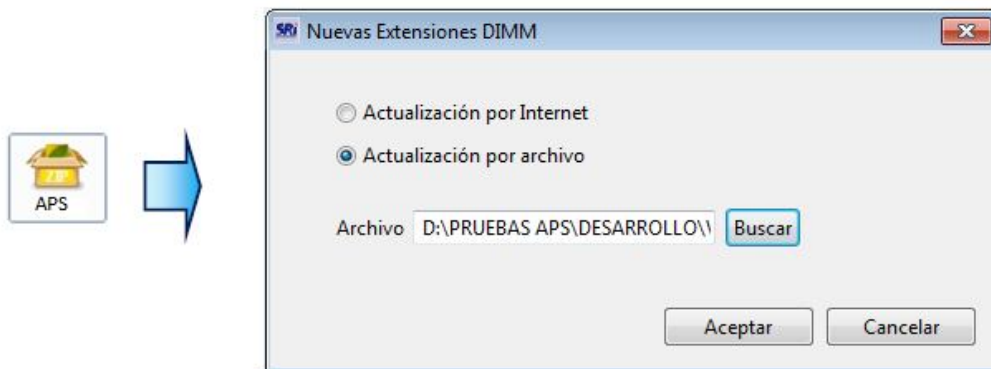 SRi Nuevas Extensiones DIMM
Actualización por Internet
Actualización por archivo
ZIP
APS
Archivo D:\PRUEBAS APS\DESARROLLO\\ Buscar
Aceptar Cancelar